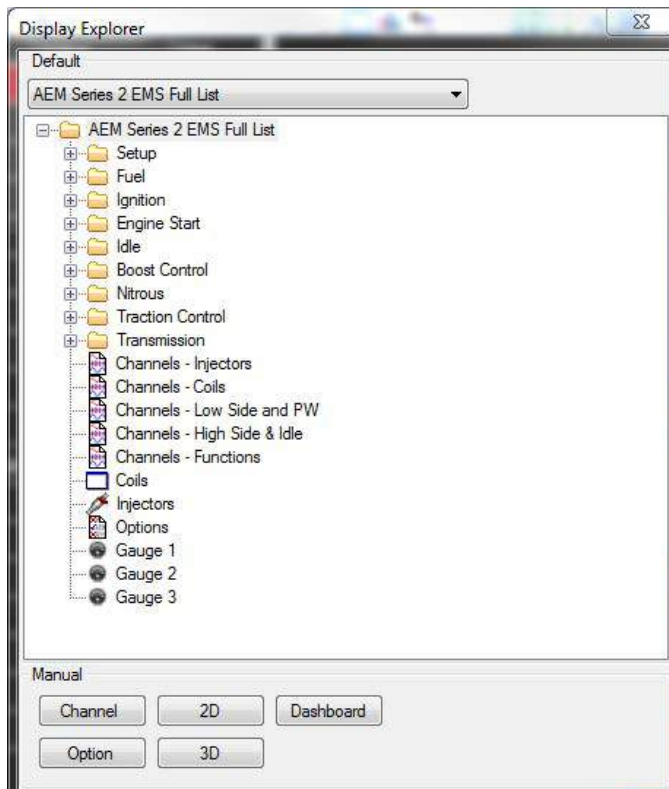 Display Explorer
Default
AEM Series 2 EMS Full List
AEM Series 2 EMS Full List
Setup
Fuel
Ignition
Engine Start
Idle
Boost Control
Nitrous
Traction Control
Transmission
Channels - Injectors
Channels - Coils
Channels - Low Side and PW
Channels - High Side & Idle
Channels - Functions
Coils
Injectors
Options
Gauge 1
Gauge 2
Gauge 3
Manual
Channel 2D Dashboard
Option 3D